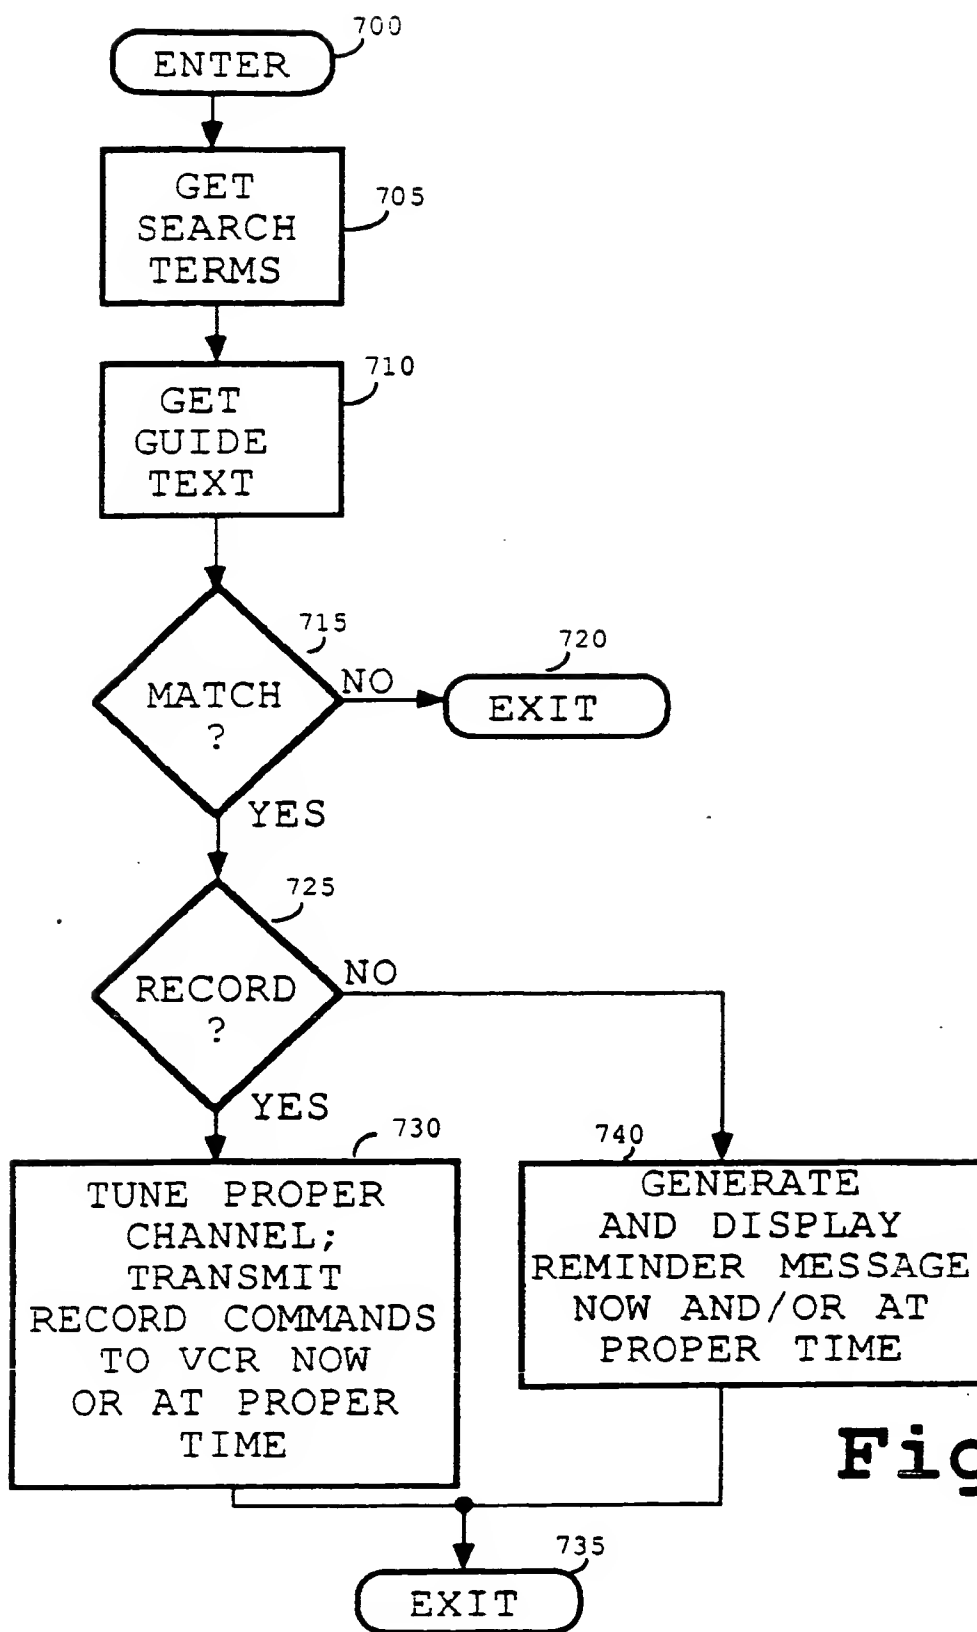 700
ENTER
705
GET
SEARCH
TERMS
710
GET
GUIDE
TEXT
715
MATCH
?
NO
720
EXIT
YES
725
RECORD
?
NO
YES
730
TUNE PROPER
CHANNEL;
TRANSMIT
RECORD COMMANDS
TO VCR NOW
OR AT PROPER
TIME
740
GENERATE
AND DISPLAY
REMINDER MESSAGE
NOW AND/OR AT
PROPER TIME
Fig
735
EXIT